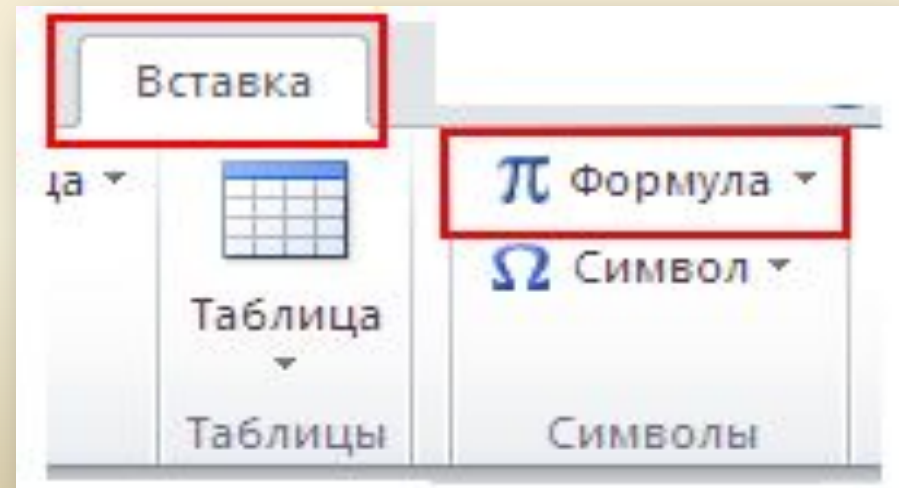 Вставка
ца
π Формула
Ω Символ
Таблица
Таблицы
Символы